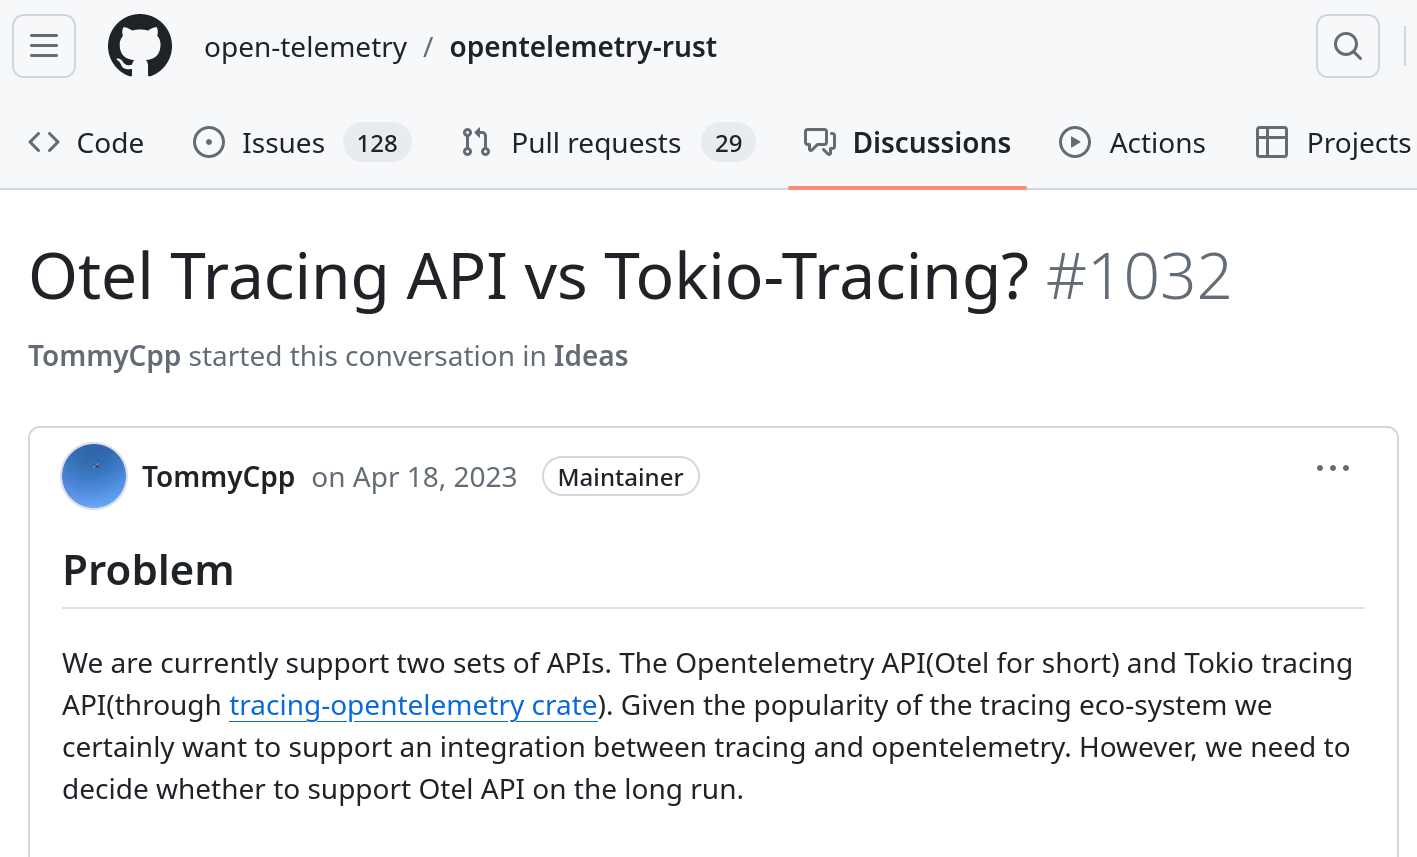 open-telemetry / opentelemetry-rust
Code Issues 128 Pull requests 29 Discussions Actions Projects
Otel Tracing API vs Tokio-Tracing? #1032
TommyCpp started this conversation in Ideas
TommyCpp on Apr 18, 2023 Maintainer
Problem
We are currently support two sets of APIs. The Opentelemetry API(Otel for short) and Tokio tracing
API(through tracing-opentelemetry crate). Given the popularity of the tracing eco-system we
certainly want to support an integration between tracing and opentelemetry. However, we need to
decide whether to support Otel API on the long run.